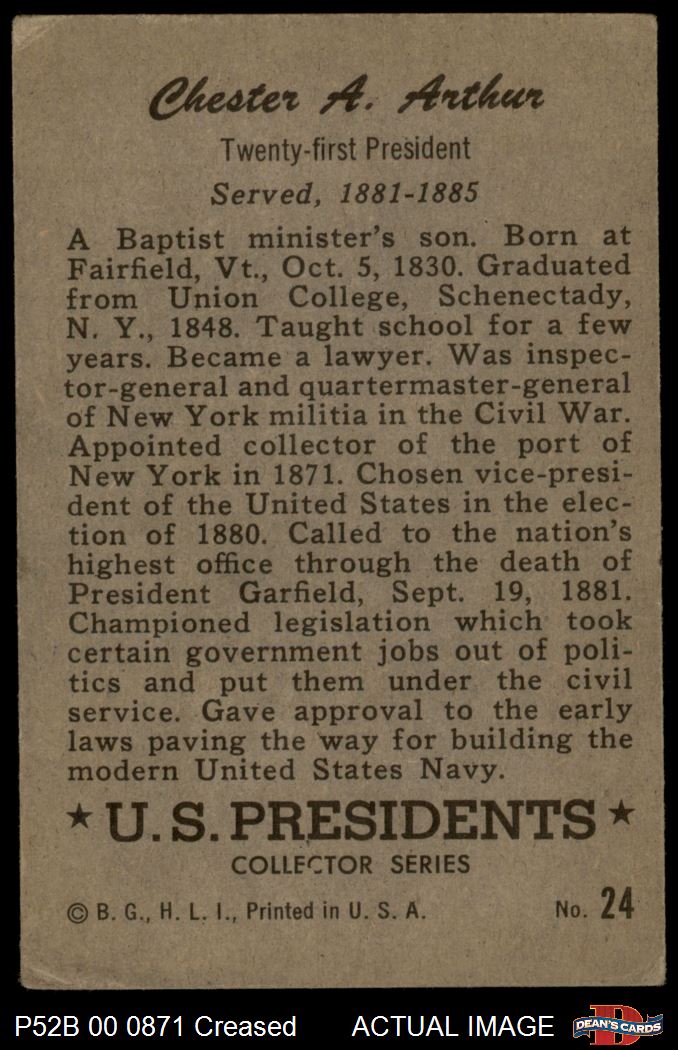 Chester A. Arthur
Twenty-first President
Served, 1881-1885
A Baptist minister's son. Born at
Fairfield, Vt., Oct. 5, 1830. Graduated
from Union College, Schenectady,
N. Y., 1848. Taught school for a few
years. Became a lawyer. Was inspec-
tor-general and quartermaster-general
of New York militia in the Civil War.
Appointed collector of the port of
New York in 1871. Chosen vice-presi-
dent of the United States in the elec-
tion of 1880. Called to the nation's
highest office through the death of
President Garfield, Sept. 19, 1881.
Championed legislation which took
certain government jobs out of poli-
tics and put them under the civil
service. Gave approval to the early
laws paving the way for building the
modern United States Navy.
★ U.S. PRESIDENTS ★
COLLECTOR SERIES
© B. G., H. L. I., Printed in U. S. A. No. 24
P52B 00 0871 Creased ACTUAL IMAGE D DEAN'S CARDS